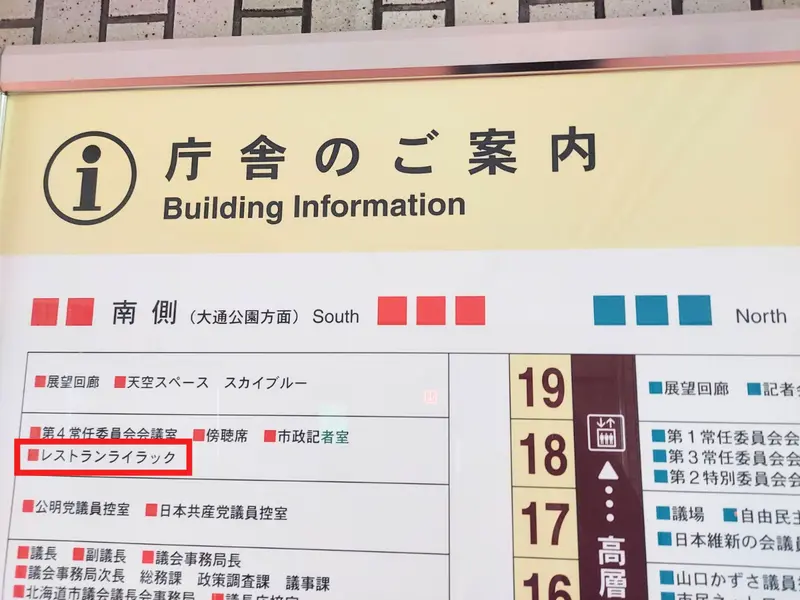 庁舎のご案内
Building Information
南側（大通公園方面） South
North
■展望回廊 ■天空スペース スカイブルー
19
■展望回廊 ■記者会
■第4常任委員会会議室 ■傍聴席 ■市政記者室
■レストランライラック
18
■第1常任委員会会
■第3常任委員会会
■第2特別委員会会
■公明党議員控室 ■日本共産党議員控室
17
■議場 ■自由民主
■日本維新の会議員
■議長 ■副議長 ■議会事務局長
■議会事務局次長 総務課 政策調査課 議事課
■北海道市議会議長会事務局
16
■山口かずさ議員
高層